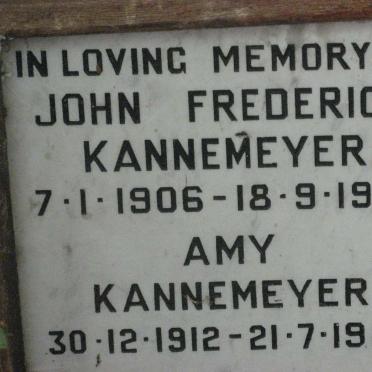 IN LOVING MEMORY
JOHN FREDERIC
KANNEMEYER
7·1·1906-18·9·19
AMY
KANNEMEYER
30·12·1912-21·7·19